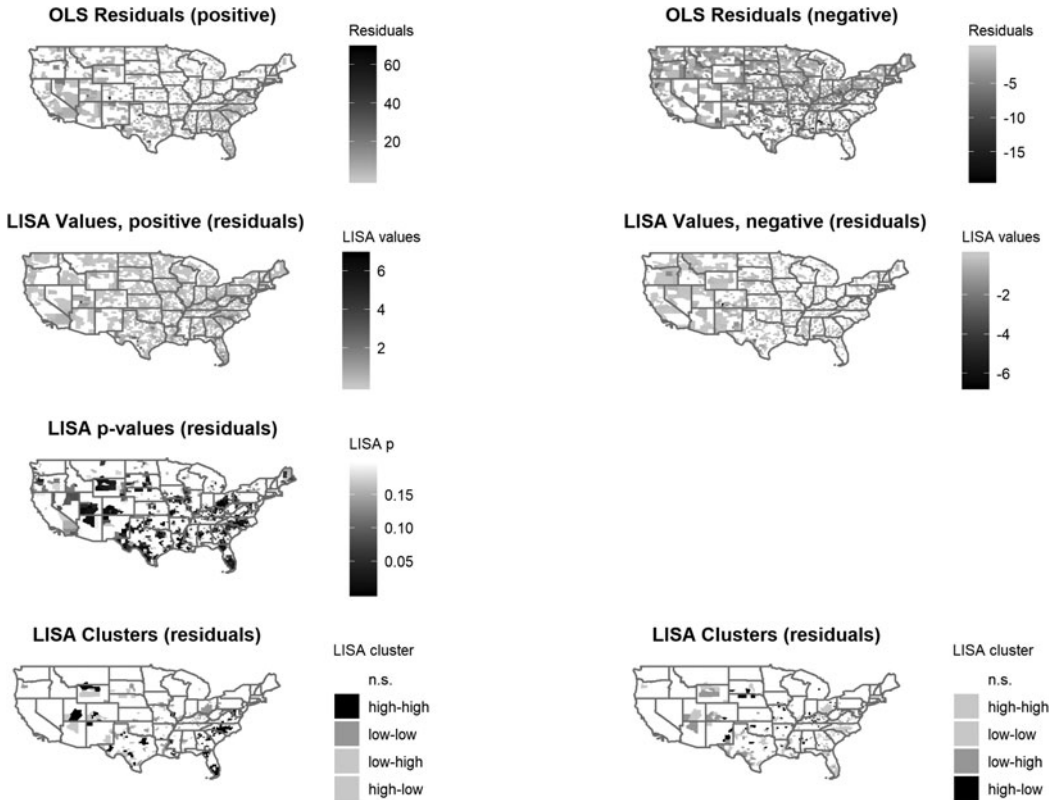 OLS Residuals (positive)
Residuals
60
40
20
OLS Residuals (negative)
Residuals
-5
-10
-15
LISA Values, positive (residuals)
LISA values
6
4
2
LISA Values, negative (residuals)
LISA values
-2
-4
-6
LISA p-values (residuals)
LISA p
0.15
0.10
0.05
LISA Clusters (residuals)
LISA cluster
n.s.
high-high
low-low
low-high
high-low
LISA Clusters (residuals)
LISA cluster
n.s.
high-high
low-low
low-high
high-low